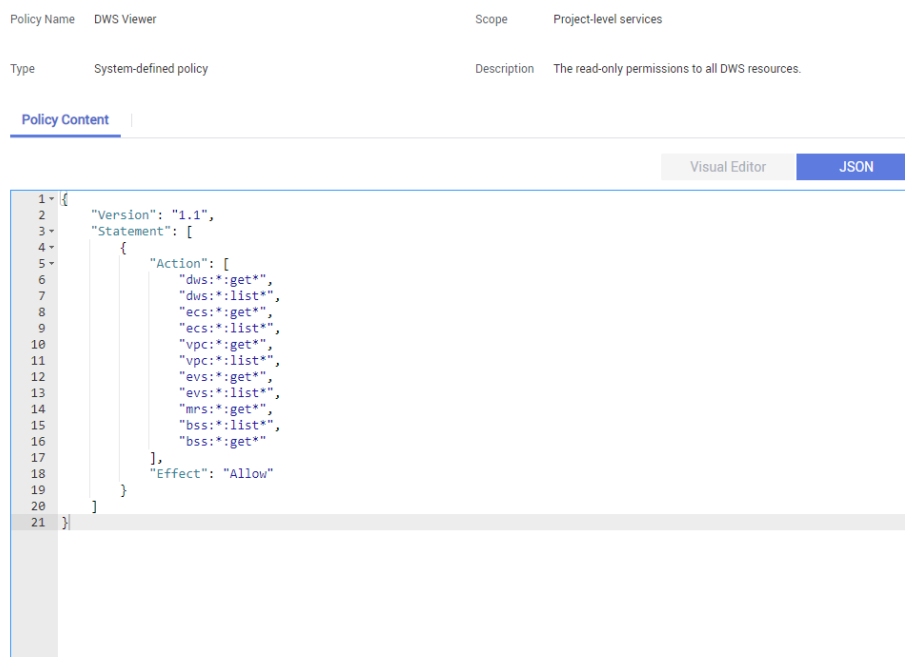 Policy Name DWS Viewer Scope Project-level services
Type System-defined policy Description The read-only permissions to all DWS resources.
Policy Content
Visual Editor JSON
1 {
2 "Version": "1.1",
3 "Statement": [
4 {
5 "Action": [
6 "dws:*:get*",
7 "dws:*:list*",
8 "ecs:*:get*",
9 "ecs:*:list*",
10 "vpc:*:get*",
11 "vpc:*:list*",
12 "evs:*:get*",
13 "evs:*:list*",
14 "mrs:*:get*",
15 "bss:*:list*",
16 "bss:*:get*"
17 ],
18 "Effect": "Allow"
19 }
20 ]
21 }